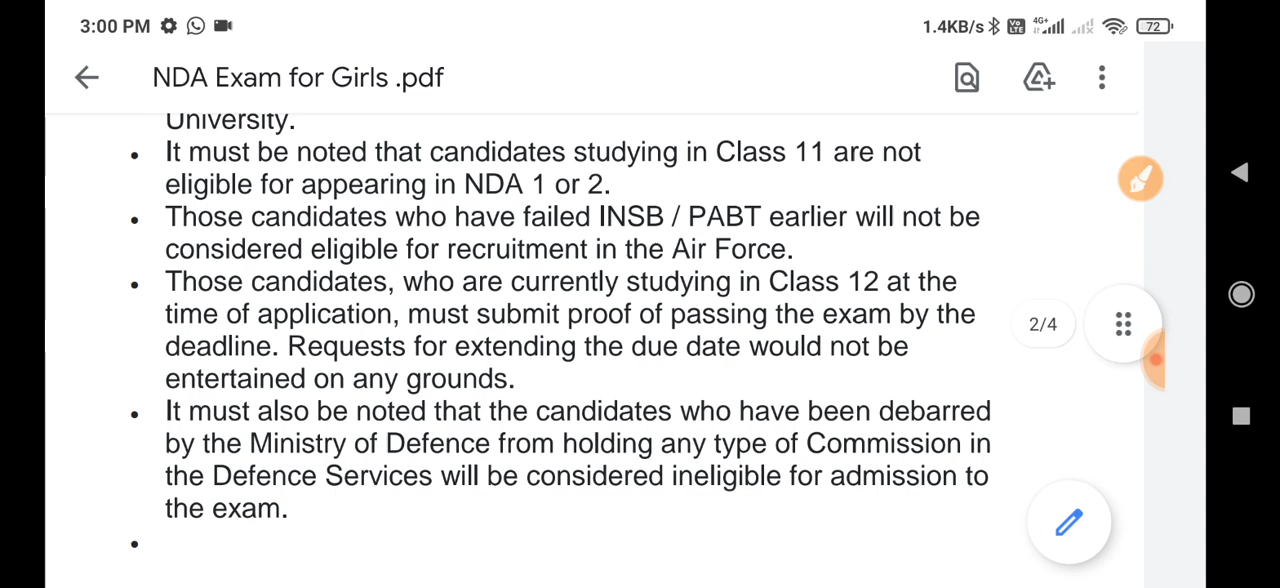 3:00 PM
1.4KB/s Vo LTE 4G+ 72
NDA Exam for Girls .pdf
University.
• It must be noted that candidates studying in Class 11 are not
eligible for appearing in NDA 1 or 2.
• Those candidates who have failed INSB / PABT earlier will not be
considered eligible for recruitment in the Air Force.
• Those candidates, who are currently studying in Class 12 at the
time of application, must submit proof of passing the exam by the
deadline. Requests for extending the due date would not be
entertained on any grounds.
• It must also be noted that the candidates who have been debarred
by the Ministry of Defence from holding any type of Commission in
the Defence Services will be considered ineligible for admission to
the exam.
•
2/4